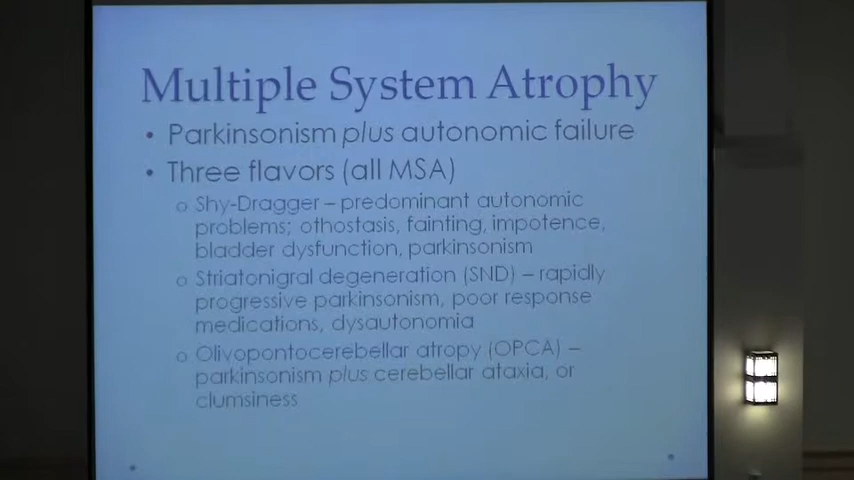 Multiple System Atrophy
• Parkinsonism plus autonomic failure
• Three flavors (all MSA)
o Shy-Dragger – predominant autonomic
problems; othostasis, fainting, impotence,
bladder dysfunction, parkinsonism
o Striatonigral degeneration (SND) – rapidly
progressive parkinsonism, poor response
medications, dysautonomia
o Olivopontocerebellar atropy (OPCA) –
parkinsonism plus cerebellar ataxia, or
clumsiness